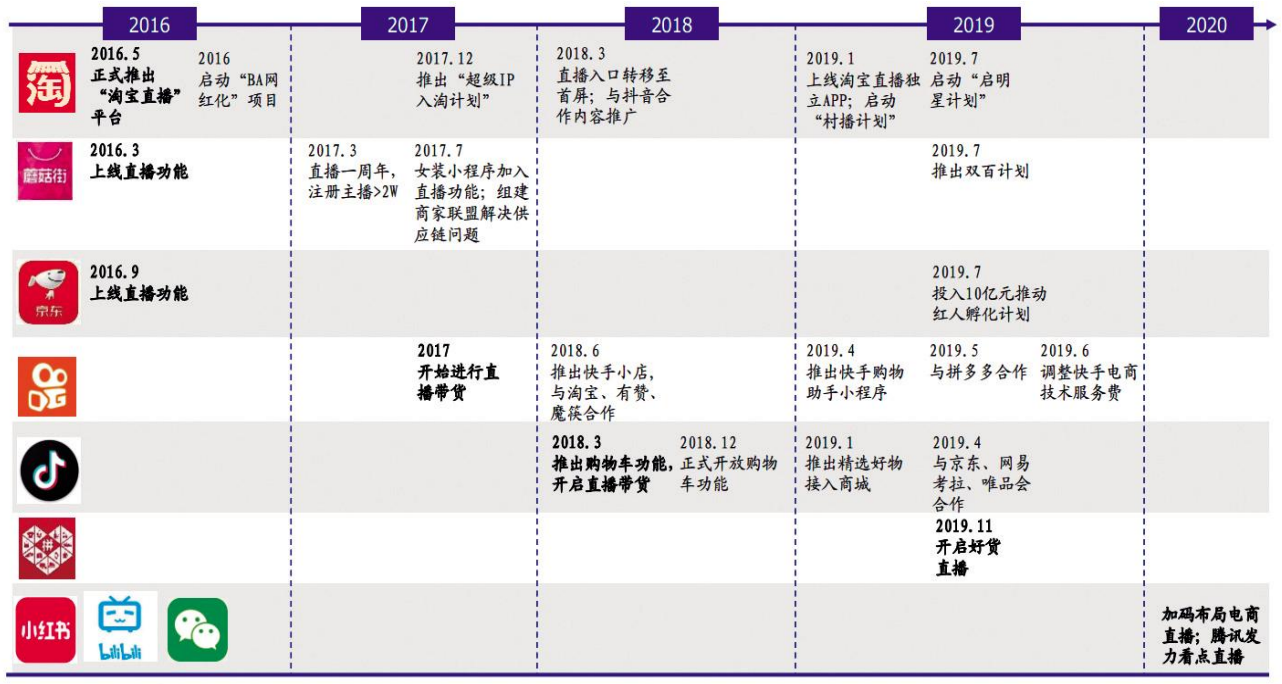 2016
2017
2018
2019
2020
淘
2016.5
正式推出
“淘宝直播”
平台
2016
启动“BA网
红化”项目
2017.12
推出“超级IP
入淘计划”
2018.3
直播入口转移至
首屏；与抖音合
作内容推广
2019.1
上线淘宝直播独
立APP；启动
“村播计划”
2019.7
启动“启明
星计划”
蘑菇街
2016.3
上线直播功能
2017.3
直播一周年，
注册主播>2W
2017.7
女装小程序加入
直播功能；组建
商家联盟解决供
应链问题
2019.7
推出双百计划
京东
2016.9
上线直播功能
2019.7
投入10亿元推动
红人孵化计划
2017
开始进行直
播带货
2018.6
推出快手小店，
与淘宝、有赞、
魔筷合作
2019.4
推出快手购物
助手小程序
2019.5
与拼多多合作
2019.6
调整快手电商
技术服务费
2018.3
推出购物车功能，
开启直播带货
2018.12
正式开放购物
车功能
2019.1
推出精选好物
接入商城
2019.4
与京东、网易
考拉、唯品会
合作
拼
2019.11
开启好货
直播
小红书
bilibili
加码布局电商
直播；腾讯发
力看点直播